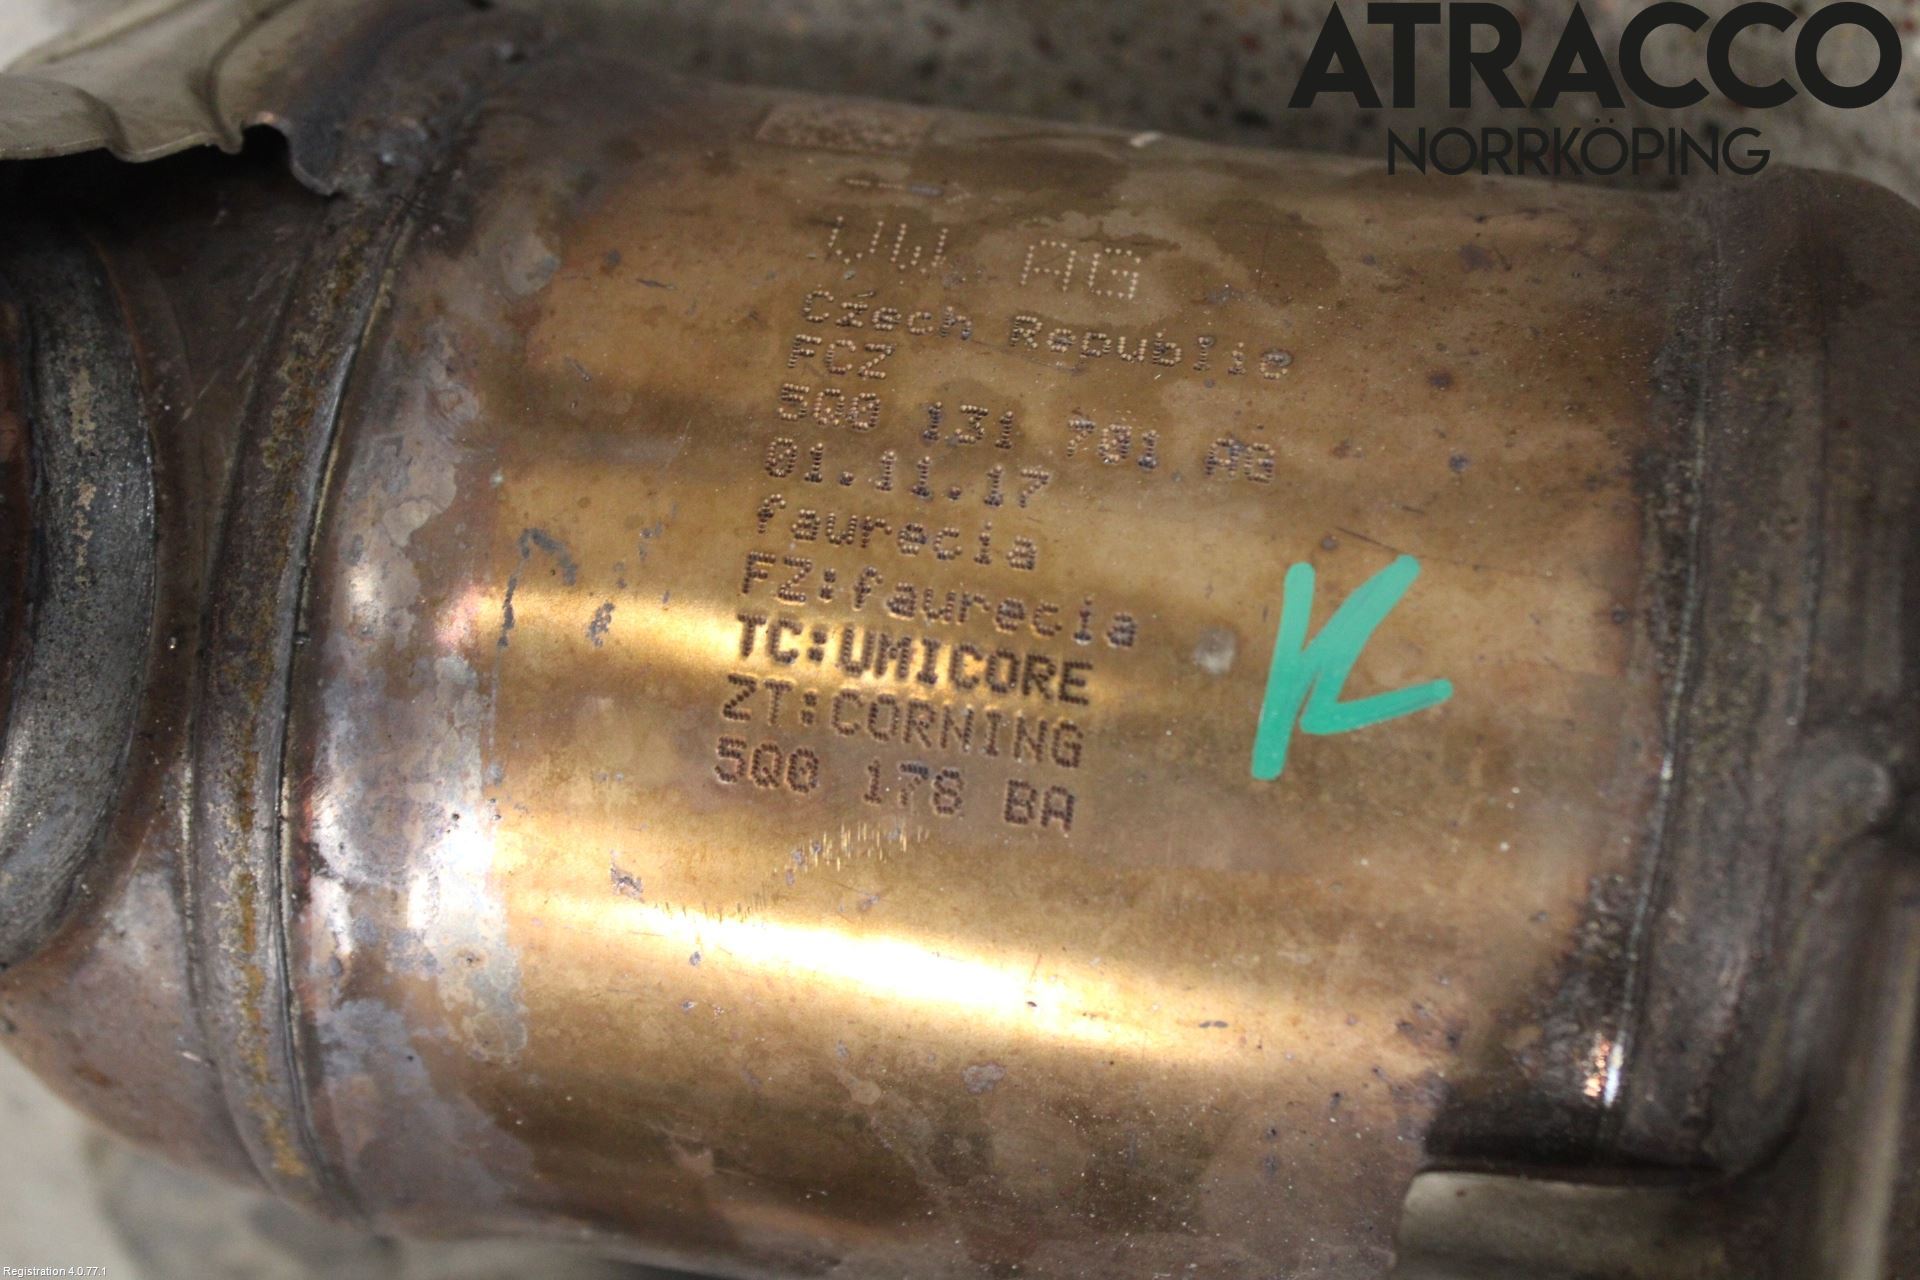 ATRACCO
NORRKÖPING
VW AG
Czech Republic
FCZ
5Q0 131 701 AG
01.11.17
faurecia
FZ:faurecia
TC:UMICORE
ZT:CORNING
5Q0 178 BA
K
Registration 4.0.77.1